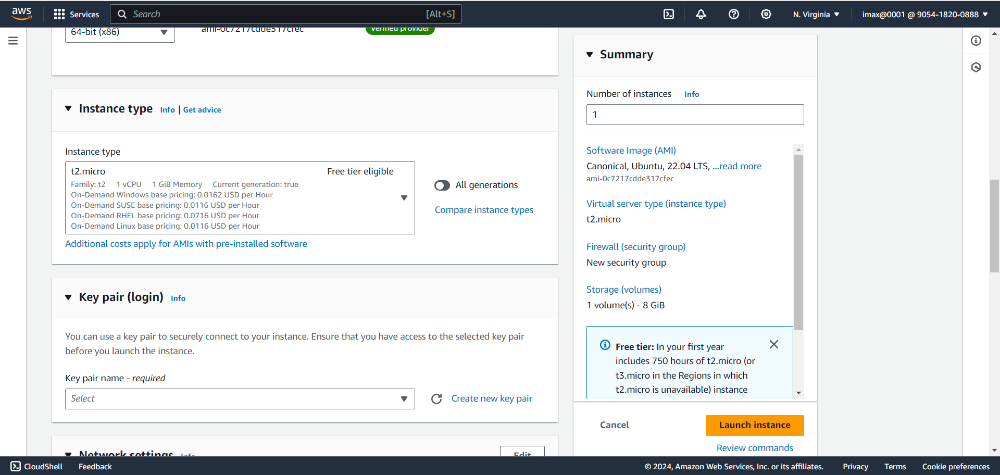 aws Services Search [Alt+S] N. Virginia imax@0001 @ 9054-1820-0888
64-bit (x86) ami-0c7217cdde317cfec Verified provider
Instance type Info | Get advice
Instance type
t2.micro Free tier eligible
Family: t2 1 vCPU 1 GiB Memory Current generation: true
On-Demand Windows base pricing: 0.0162 USD per Hour
On-Demand SUSE base pricing: 0.0116 USD per Hour
On-Demand RHEL base pricing: 0.0716 USD per Hour
On-Demand Linux base pricing: 0.0116 USD per Hour
All generations
Compare instance types
Additional costs apply for AMIs with pre-installed software
Key pair (login) Info
You can use a key pair to securely connect to your instance. Ensure that you have access to the selected key pair
before you launch the instance.
Key pair name - required
Select
Create new key pair
Network settings Info Edit
Summary
Number of instances Info
1
Software Image (AMI)
Canonical, Ubuntu, 22.04 LTS, ...read more
ami-0c7217cdde317cfec
Virtual server type (instance type)
t2.micro
Firewall (security group)
New security group
Storage (volumes)
1 volume(s) - 8 GiB
Free tier: In your first year
includes 750 hours of t2.micro (or
t3.micro in the Regions in which
t2.micro is unavailable) instance
Cancel Launch instance
Review commands
CloudShell Feedback © 2024, Amazon Web Services, Inc. or its affiliates. Privacy Terms Cookie preferences